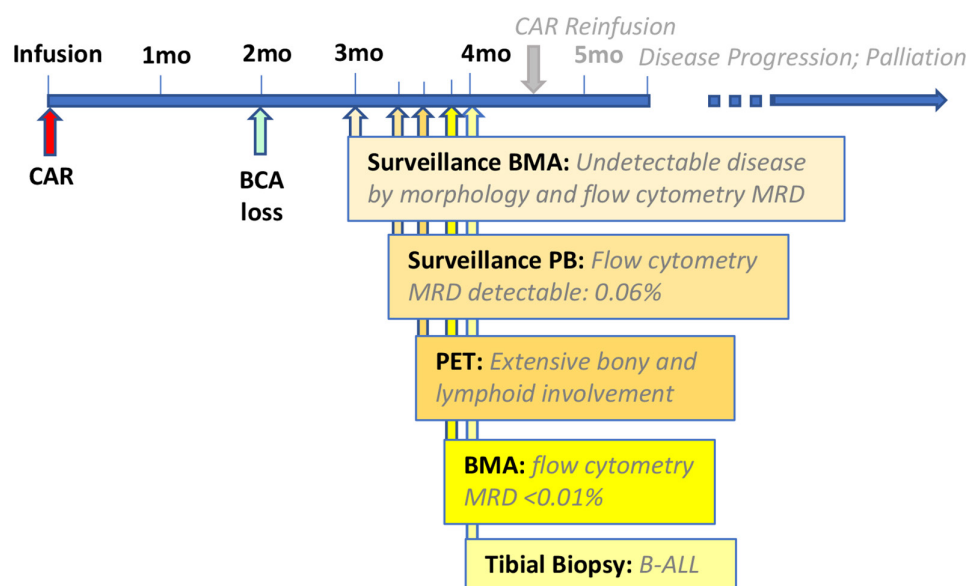 CAR Reinfusion
Infusion 1mo 2mo 3mo 4mo 5mo Disease Progression; Palliation
CAR
BCA
loss
Surveillance BMA: Undetectable disease
by morphology and flow cytometry MRD
Surveillance PB: Flow cytometry
MRD detectable: 0.06%
PET: Extensive bony and
lymphoid involvement
BMA: flow cytometry
MRD <0.01%
Tibial Biopsy: B-ALL